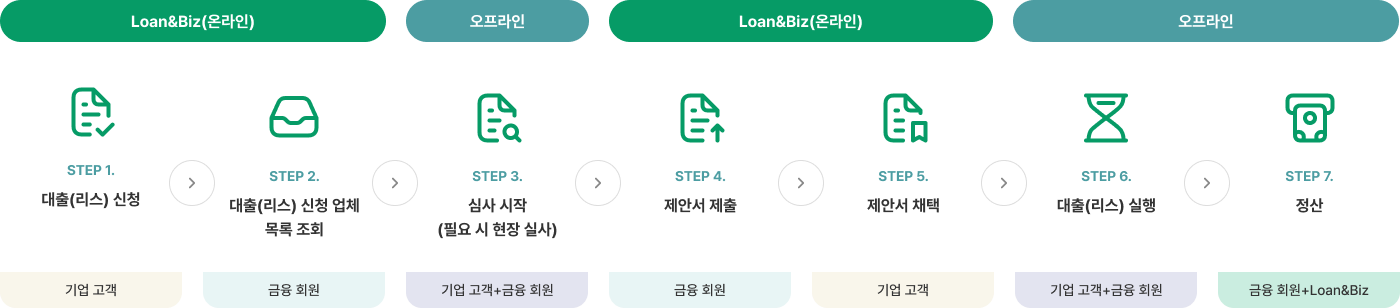 Loan&Biz(온라인)
오프라인
Loan&Biz(온라인)
오프라인
STEP 1.
대출(리스) 신청
STEP 2.
대출(리스) 신청 업체
목록 조회
STEP 3.
심사 시작
(필요 시 현장 실사)
STEP 4.
제안서 제출
STEP 5.
제안서 채택
STEP 6.
대출(리스) 실행
STEP 7.
정산
기업 고객
금융 회원
기업 고객+금융 회원
금융 회원
기업 고객
기업 고객+금융 회원
금융 회원+Loan&Biz